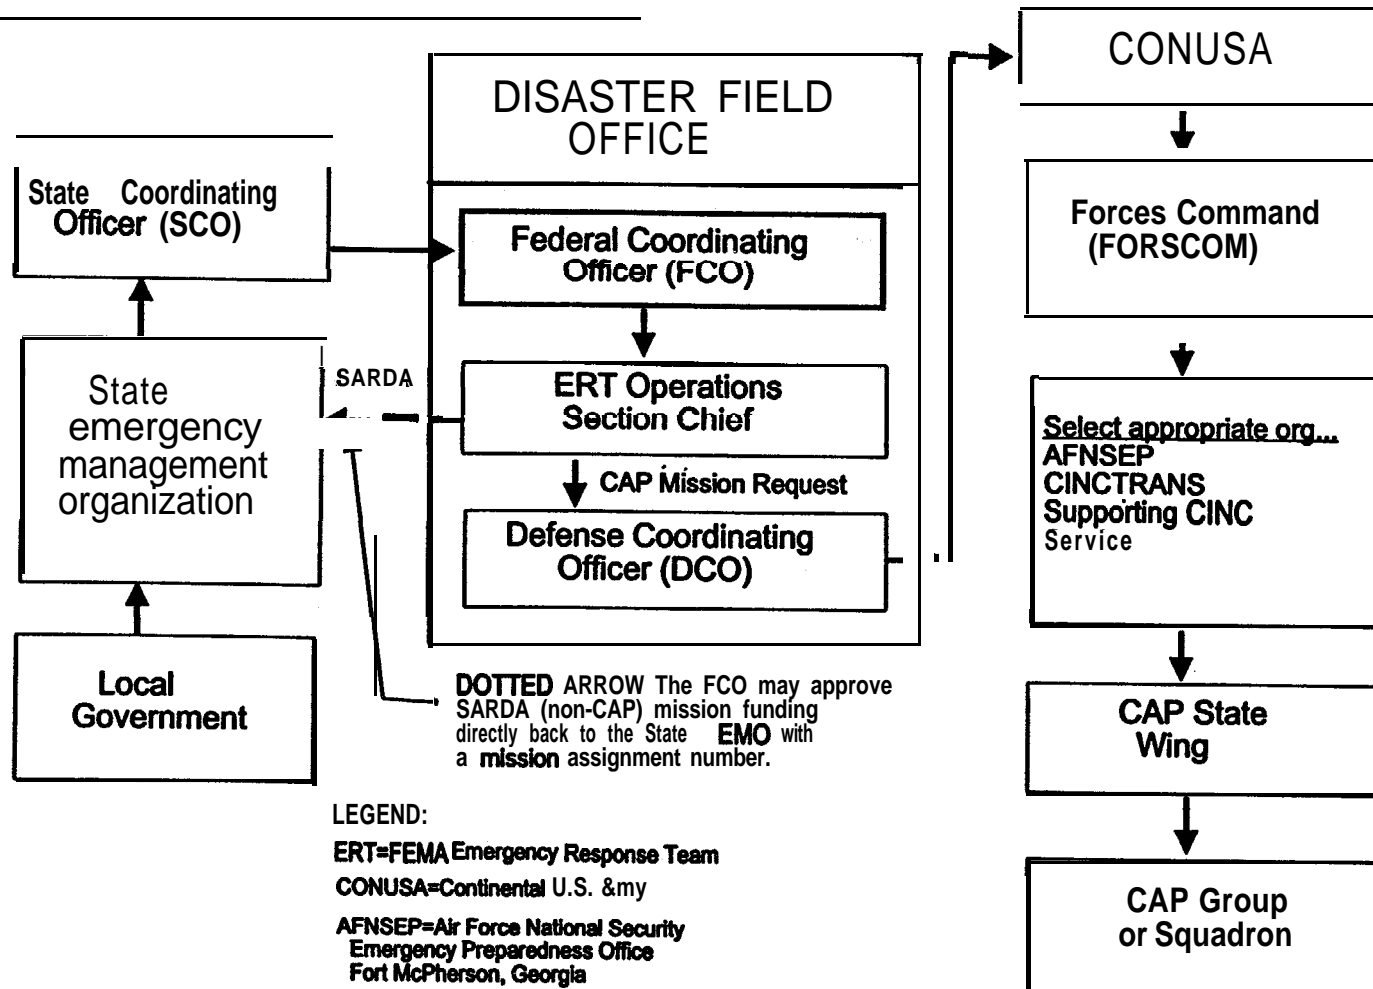 DISASTER FIELD
OFFICE
CONUSA
State Coordinating
Officer (SCO)
Federal Coordinating
Officer (FCO)
Forces Command
(FORSCOM)
State
emergency
management
organization
SARDA
ERT Operations
Section Chief
CAP Mission Request
Defense Coordinating
Officer (DCO)
Select appropriate org...
AFNSEP
CINCTRANS
Supporting CINC
Service
Local
Government
DOTTED ARROW The FCO may approve
SARDA (non-CAP) mission funding
directly back to the State EMO with
a mission assignment number.
CAP State
Wing
LEGEND:
ERT=FEMA Emergency Response Team
CONUSA=Continental U.S. &my
AFNSEP=Air Force National Security
Emergency Preparedness Office
Fort McPherson, Georgia
CAP Group
or Squadron